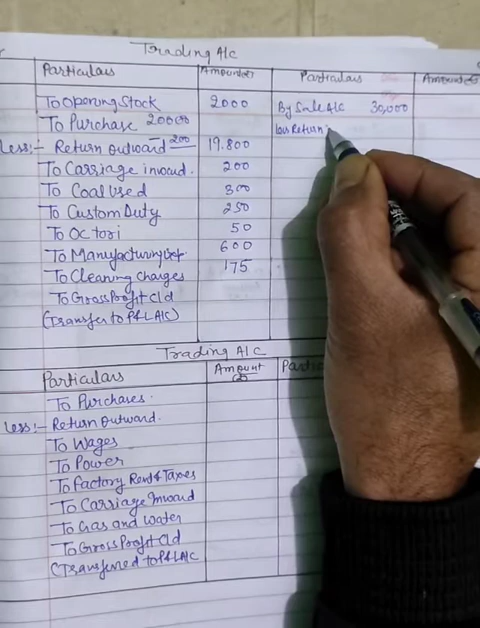 Trading A/c
Particulars Amount(₹) Particulars Amount(₹)
To Opening Stock 2000 By Sale A/C 30,000
To Purchase 20000 less Return
Less:- Return outward - 200 19.800
To Carriage inward. 200
To Coal Used 300
To Custom Duty 250
To Octori 50
To Manufacturing 600
To Cleaning Charges 175
To Gross Profit C/d
(Transfer to P&L A/C)
Trading A/C
Particulars Amount (₹)
To Purchases.
Less:- Return Outward.
To Wages
To Power
To Factory Rent & Taxes
To Carriage Inward
To Gas and Water
To Gross Profit C/d
(Transferred to P&L A/C